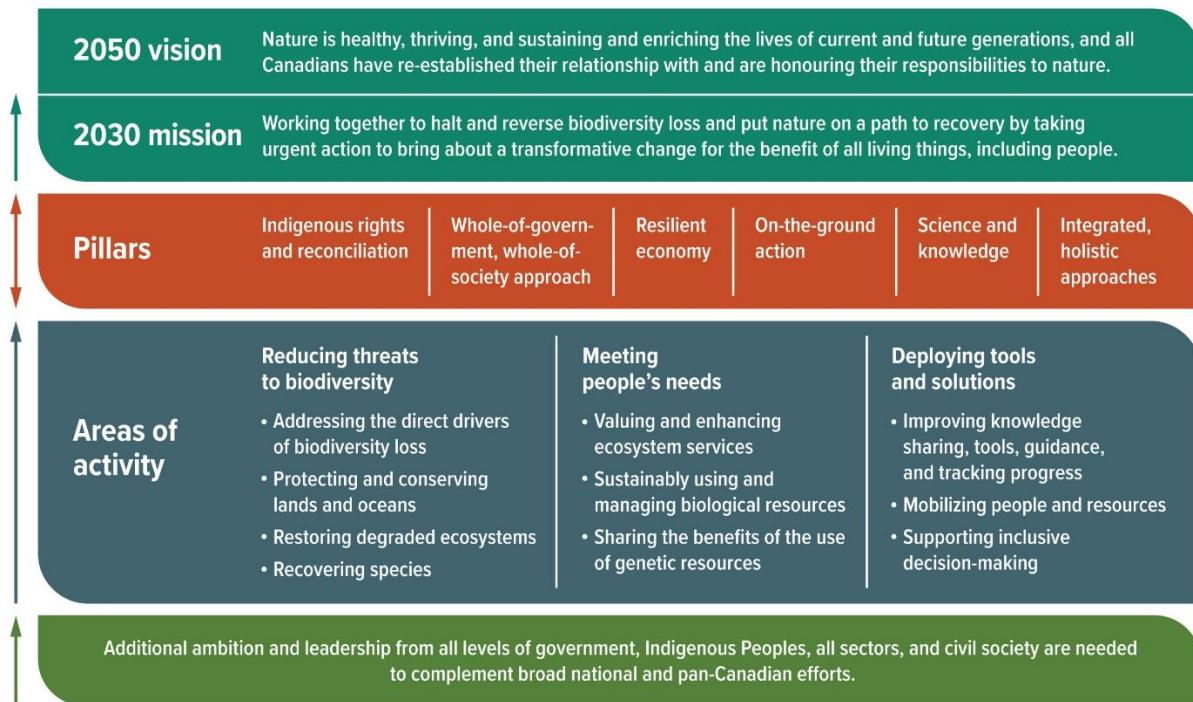 2050 vision
Nature is healthy, thriving, and sustaining and enriching the lives of current and future generations, and all
Canadians have re-established their relationship with and are honouring their responsibilities to nature.
2030 mission
Working together to halt and reverse biodiversity loss and put nature on a path to recovery by taking
urgent action to bring about a transformative change for the benefit of all living things, including people.
Pillars
Indigenous rights
and reconciliation
Whole-of-govern-
ment, whole-of-
society approach
Resilient
economy
On-the-ground
action
Science and
knowledge
Integrated,
holistic
approaches
Areas of
activity
Reducing threats
to biodiversity
• Addressing the direct drivers
of biodiversity loss
• Protecting and conserving
lands and oceans
• Restoring degraded ecosystems
• Recovering species
Meeting
people's needs
• Valuing and enhancing
ecosystem services
• Sustainably using and
managing biological resources
• Sharing the benefits of the use
of genetic resources
Deploying tools
and solutions
• Improving knowledge
sharing, tools, guidance,
and tracking progress
• Mobilizing people and resources
• Supporting inclusive
decision-making
Additional ambition and leadership from all levels of government, Indigenous Peoples, all sectors, and civil society are needed
to complement broad national and pan-Canadian efforts.